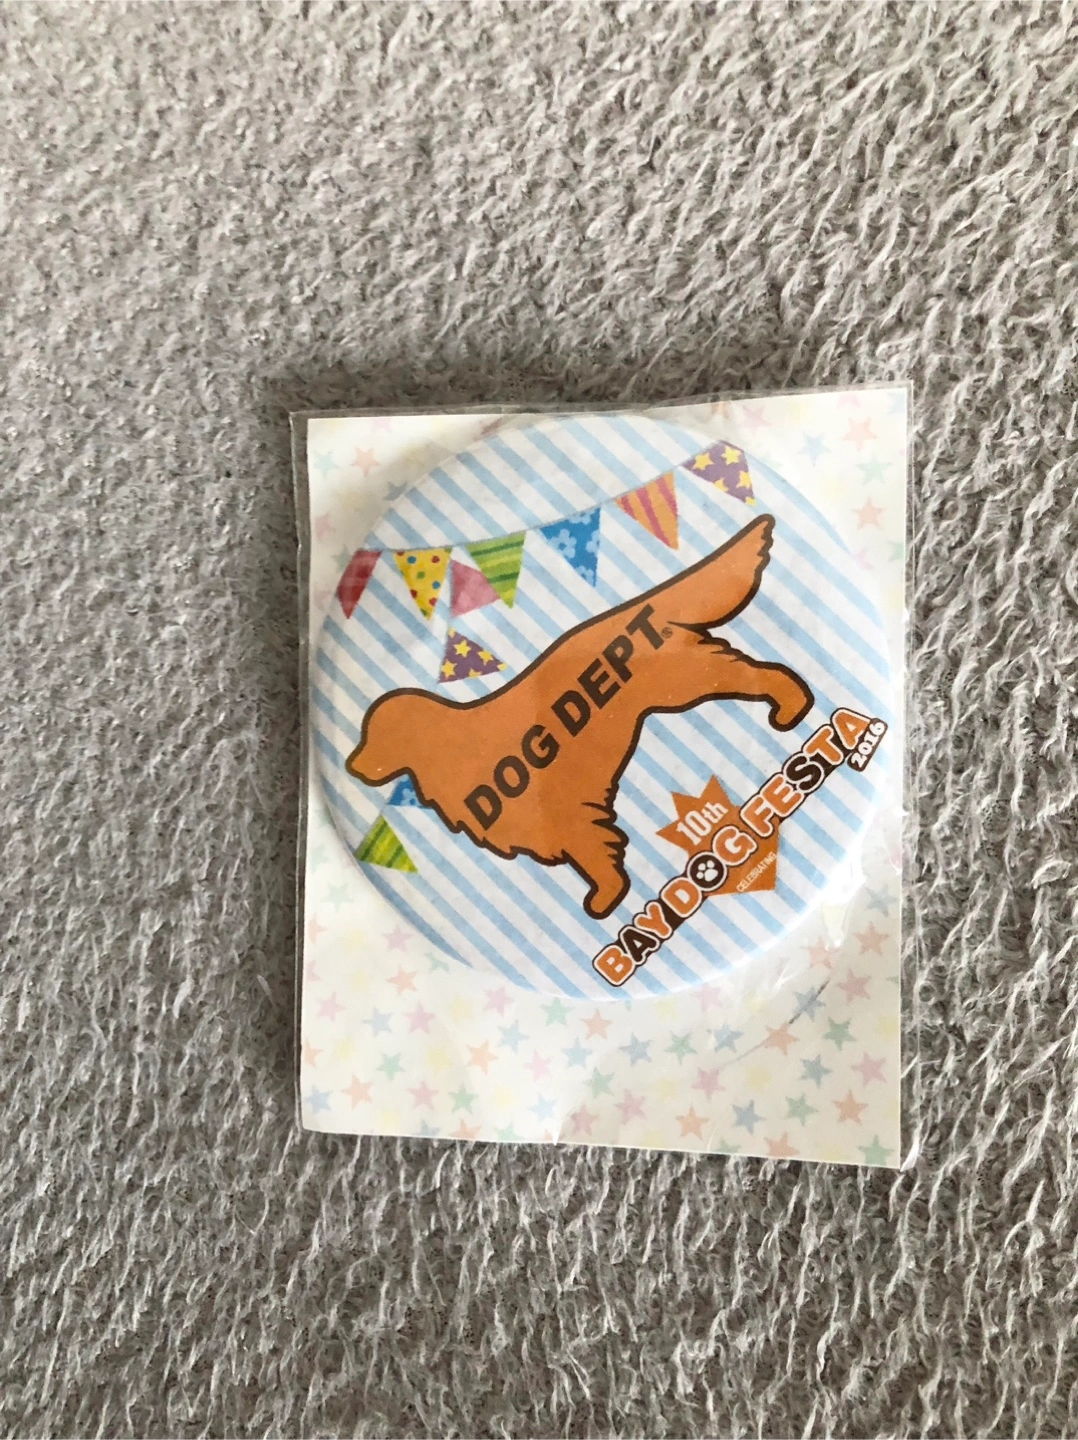 DOG DEPT®
10th
BAY DOG FESTA
2016
CELEBRATING